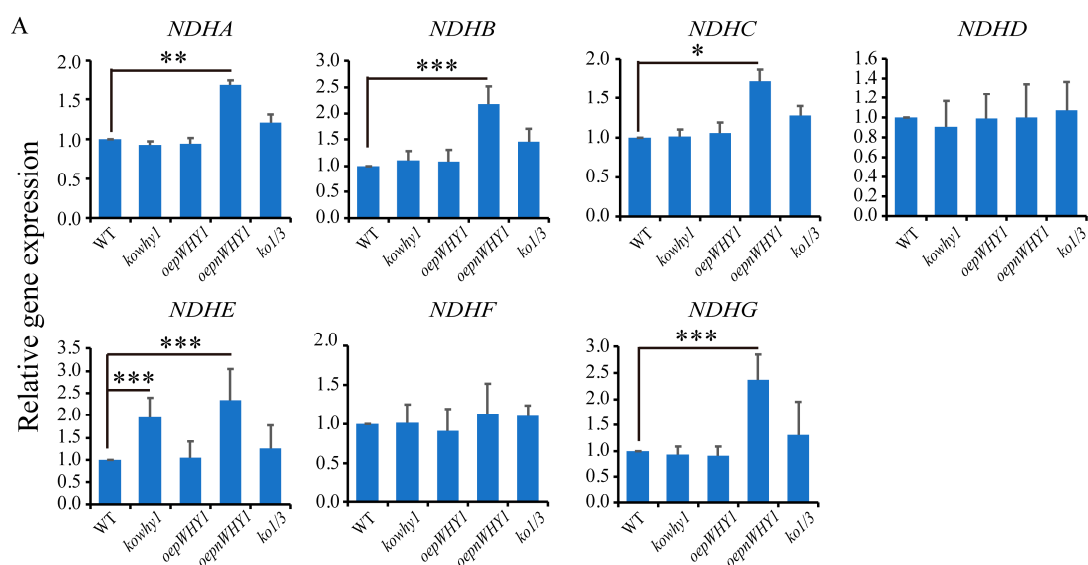 A
Relative gene expression
NDHA
**
2.0
1.5
1.0
0.5
0.0
WT
kowhy1
oepWHY1
oepnWHY1
ko1/3
NDHB
***
3.0
2.5
2.0
1.5
1.0
0.5
0.0
WT
kowhy1
oepWHY1
oepnWHY1
ko1/3
NDHC
*
2.0
1.5
1.0
0.5
0.0
WT
kowhy1
oepWHY1
oepnWHY1
ko1/3
NDHD
1.6
1.4
1.2
1.0
0.8
0.6
0.4
0.2
0.0
WT
kowhy1
oepWHY1
oepnWHY1
ko1/3
NDHE
***
***
3.5
3.0
2.5
2.0
1.5
1.0
0.5
0.0
WT
kowhy1
oepWHY1
oepnWHY1
ko1/3
NDHF
2.0
1.5
1.0
0.5
0.0
WT
kowhy1
oepWHY1
oepnWHY1
ko1/3
NDHG
***
3.0
2.5
2.0
1.5
1.0
0.5
0.0
WT
kowhy1
oepWHY1
oepnWHY1
ko1/3